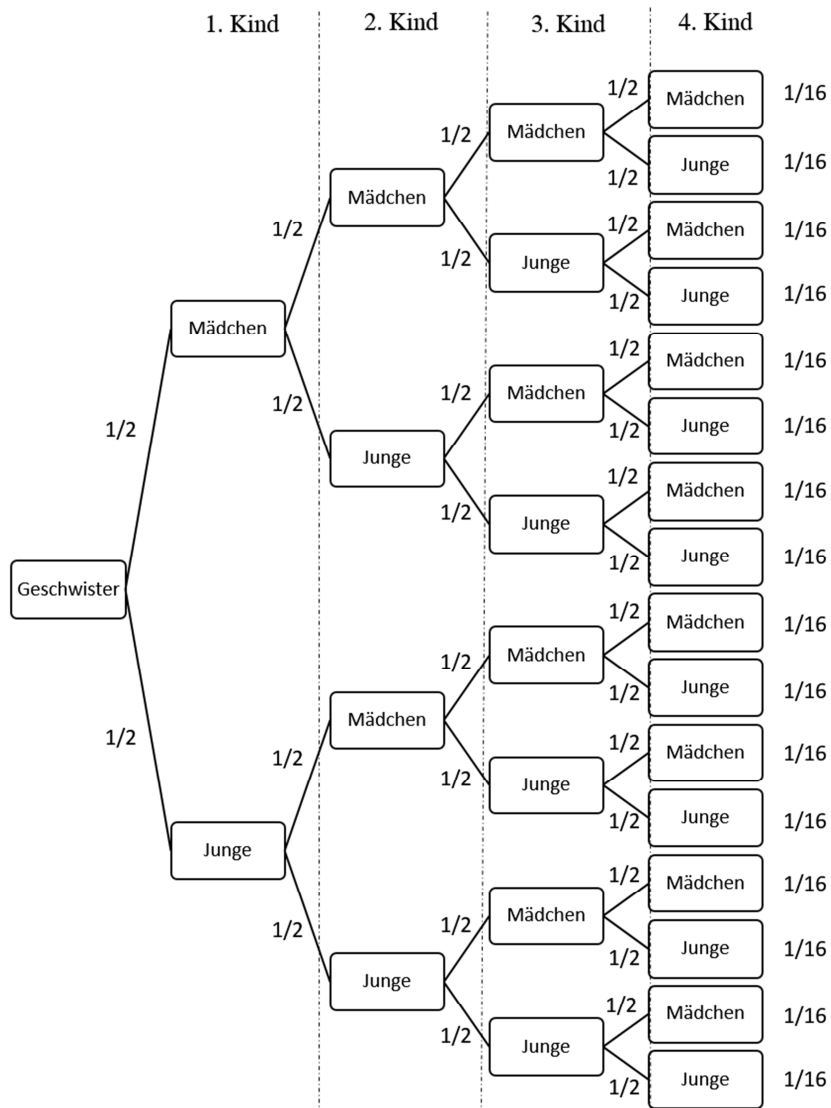 1. Kind 2. Kind 3. Kind 4. Kind
1/2 Mädchen 1/16
Mädchen
1/2
1/2 Junge 1/16
Mädchen
1/2 Mädchen 1/16
1/2
1/2 Junge
1/2 Junge 1/16
Mädchen
1/2 Mädchen 1/16
1/2 1/2 Mädchen
1/2 Junge 1/16
1/2
Junge
1/2 Mädchen 1/16
1/2 Junge
1/2 Junge 1/16
Geschwister
1/2 Mädchen 1/16
1/2 Mädchen
1/2 Junge 1/16
Mädchen
1/2
1/2 Mädchen 1/16
1/2 1/2 Junge
1/2 Junge 1/16
Junge
1/2 Mädchen 1/16
1/2 1/2 Mädchen
1/2 Junge 1/16
Junge
1/2 Mädchen 1/16
1/2 Junge
1/2 Junge 1/16